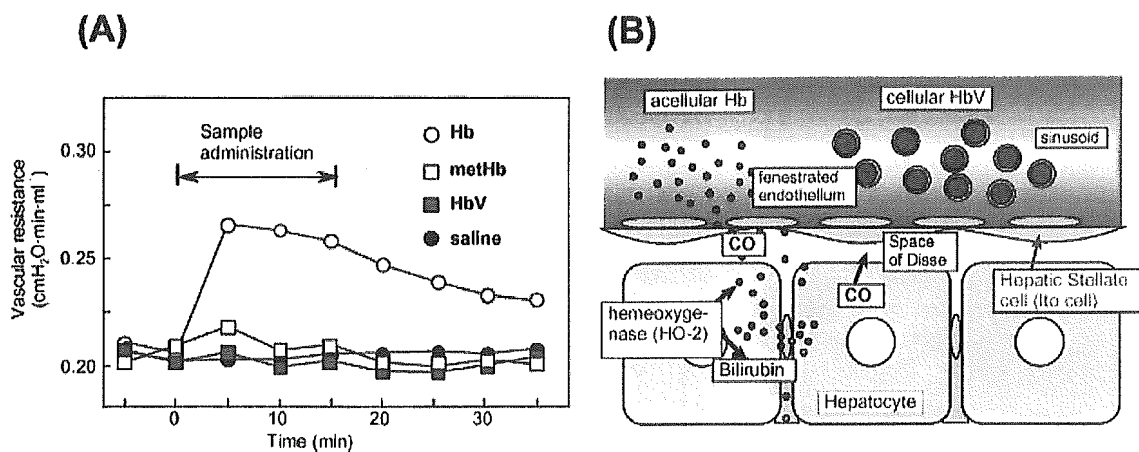 (A)
Vascular resistance
(cmH₂O·min·ml⁻¹)
0.30
0.25
0.20
Sample
administration
Hb
metHb
HbV
saline
0
10
20
30
Time (min)
(B)
acellular Hb
cellular HbV
sinusoid
fenestrated
endothelium
CO
Space
of Disse
CO
Hepatic Stellate
cell (Ito cell)
hemeoxyge-
nase (HO-2)
Bilirubin
Hepatocyte